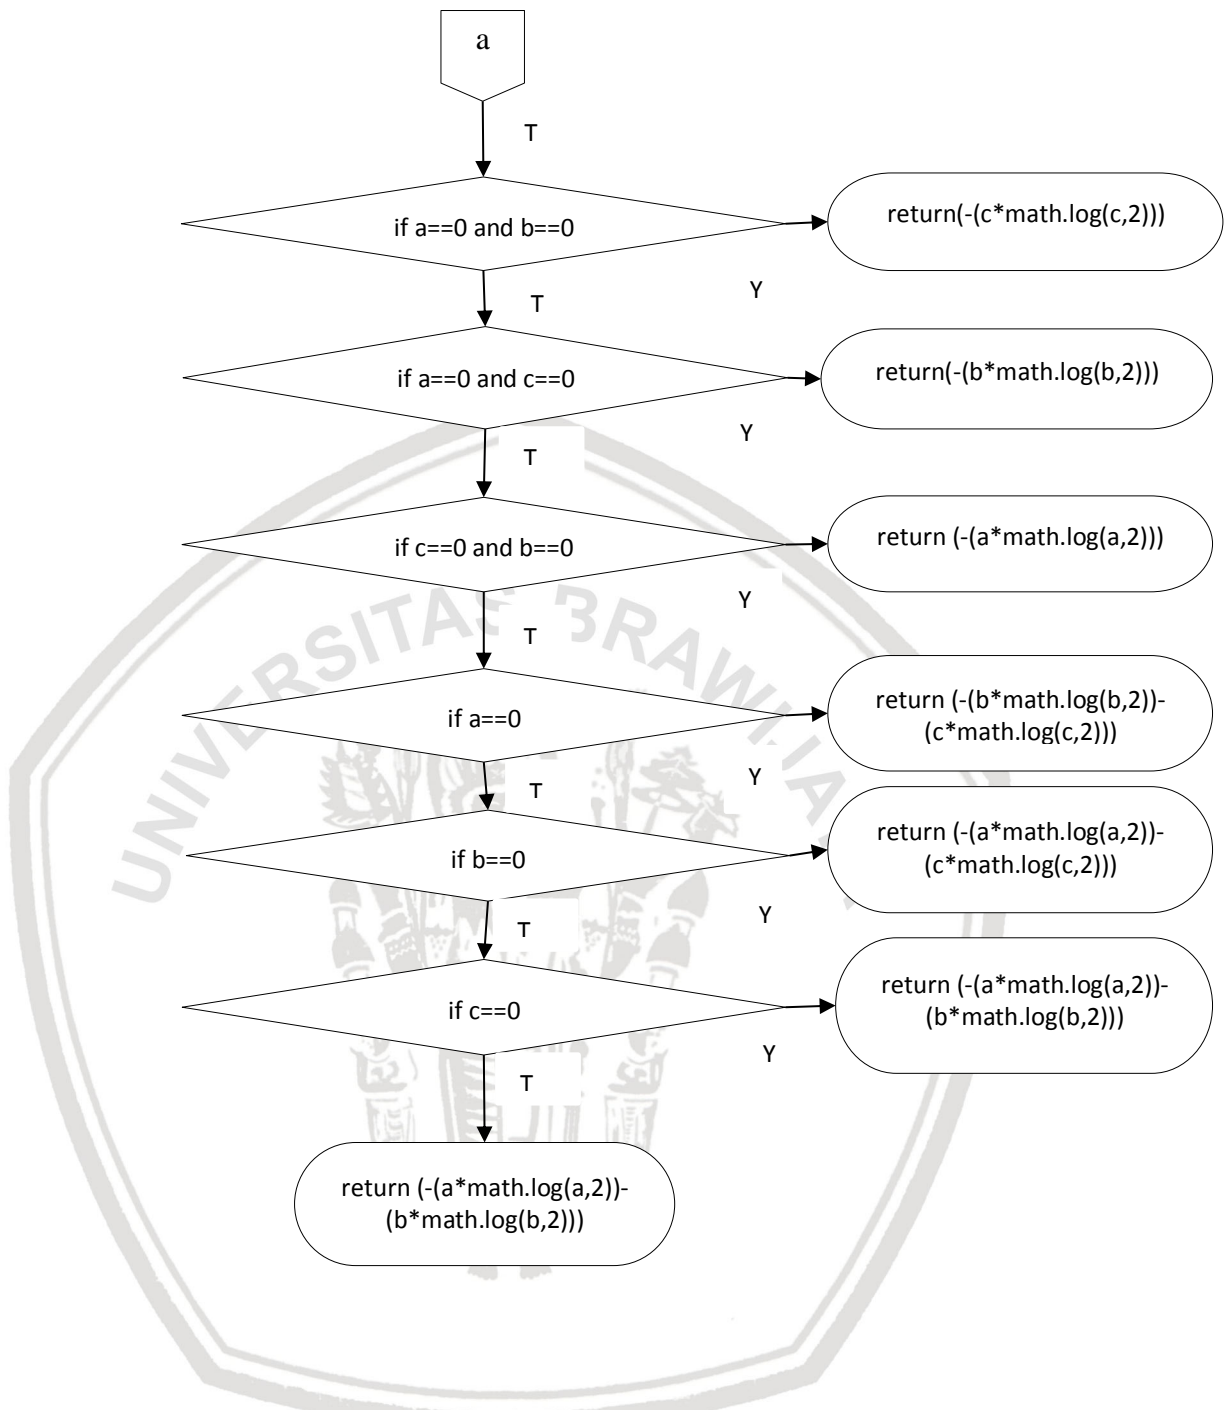 a
T
if a==0 and b==0
return(-(c*math.log(c,2)))
Y
T
if a==0 and c==0
return(-(b*math.log(b,2)))
Y
T
if c==0 and b==0
return (-(a*math.log(a,2)))
Y
T
if a==0
return (-(b*math.log(b,2))-
(c*math.log(c,2)))
Y
T
if b==0
return (-(a*math.log(a,2))-
(c*math.log(c,2)))
Y
T
if c==0
return (-(a*math.log(a,2))-
(b*math.log(b,2)))
Y
T
return (-(a*math.log(a,2))-
(b*math.log(b,2)))
UNIVERSITAS BRAWIJAYA